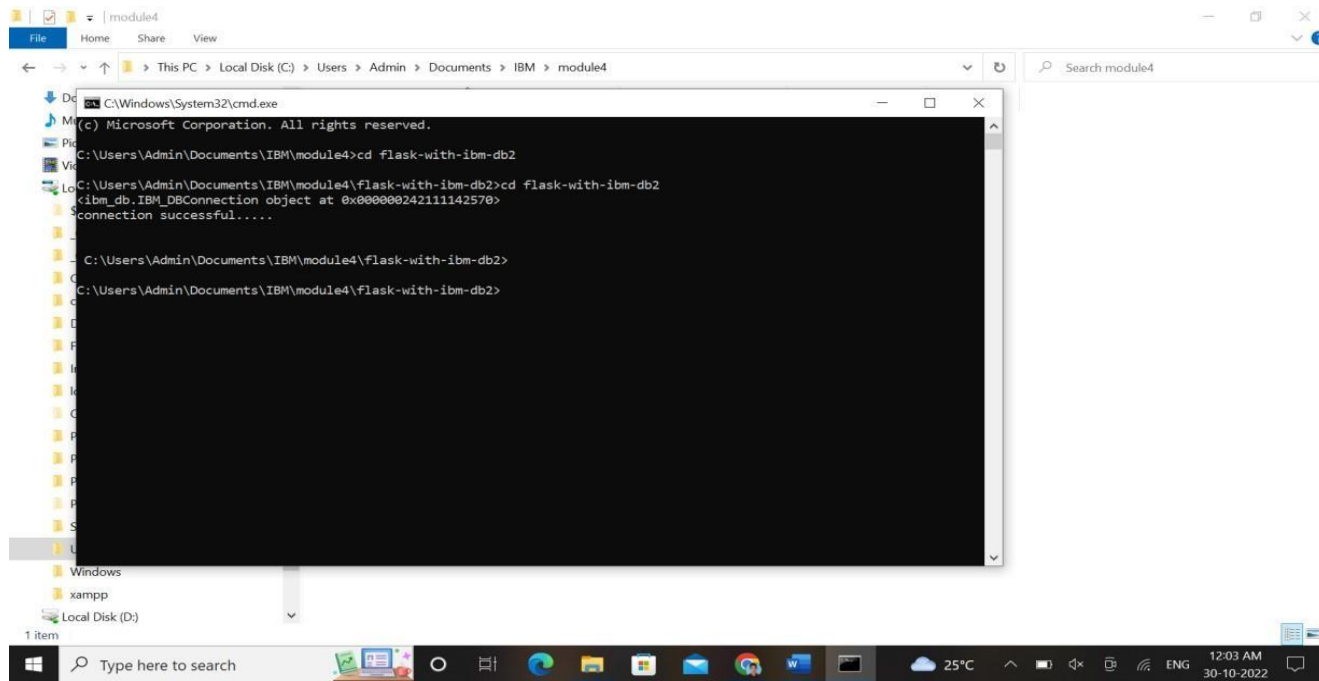 module4
File Home Share View
This PC > Local Disk (C:) > Users > Admin > Documents > IBM > module4
Search module4
C:\Windows\System32\cmd.exe
(c) Microsoft Corporation. All rights reserved.
C:\Users\Admin\Documents\IBM\module4>cd flask-with-ibm-db2
C:\Users\Admin\Documents\IBM\module4\flask-with-ibm-db2>cd flask-with-ibm-db2
<ibm_db.IBM_DBConnection object at 0x000000242111142570>
connection successful.....
C:\Users\Admin\Documents\IBM\module4\flask-with-ibm-db2>
C:\Users\Admin\Documents\IBM\module4\flask-with-ibm-db2>
Windows
xampp
Local Disk (D:)
1 item
Type here to search
25°C
ENG
12:03 AM
30-10-2022